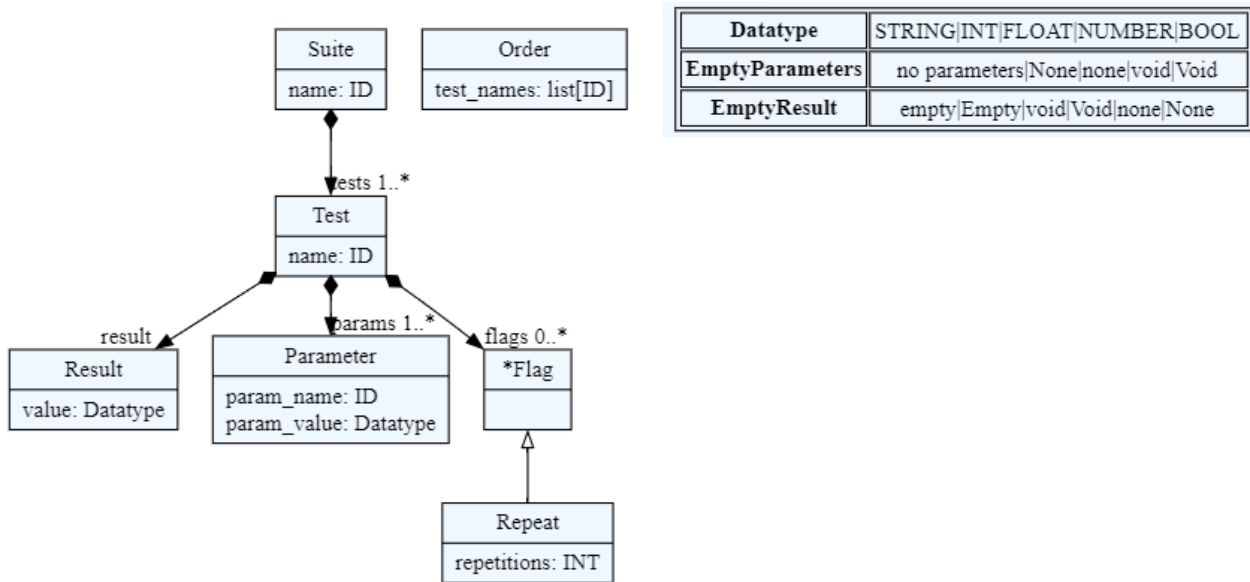 Suite
name: ID
Order
test_names: list[ID]
Datatype STRING|INT|FLOAT|NUMBER|BOOL
EmptyParameters no parameters|None|none|void|Void
EmptyResult empty|Empty|void|Void|none|None
tests 1..*
Test
name: ID
result
params 1..*
flags 0..*
Result
value: Datatype
Parameter
param_name: ID
param_value: Datatype
*Flag
Repeat
repetitions: INT